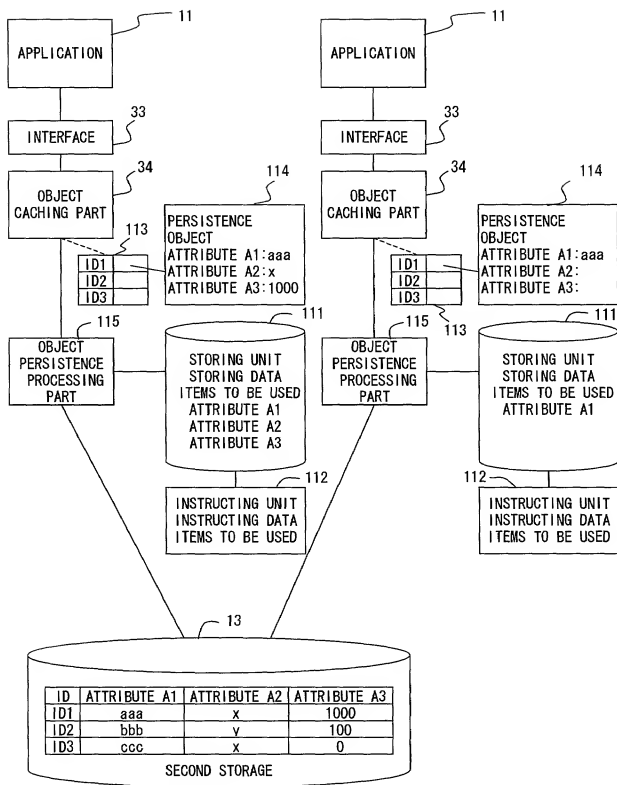 11
APPLICATION
33
INTERFACE
34
OBJECT
CACHING PART
114
PERSISTENCE
OBJECT
ATTRIBUTE A1:aaa
ATTRIBUTE A2:x
ATTRIBUTE A3:1000
113
ID1
ID2
ID3
115
OBJECT
PERSISTENCE
PROCESSING
PART
111
STORING UNIT
STORING DATA
ITEMS TO BE USED
ATTRIBUTE A1
ATTRIBUTE A2
ATTRIBUTE A3
112
INSTRUCTING UNIT
INSTRUCTING DATA
ITEMS TO BE USED
11
APPLICATION
33
INTERFACE
34
OBJECT
CACHING PART
114
PERSISTENCE
OBJECT
ATTRIBUTE A1:aaa
ATTRIBUTE A2:
ATTRIBUTE A3:
ID1
ID2
ID3
113
115
OBJECT
PERSISTENCE
PROCESSING
PART
111
STORING UNIT
STORING DATA
ITEMS TO BE USED
ATTRIBUTE A1
112
INSTRUCTING UNIT
INSTRUCTING DATA
ITEMS TO BE USED
13
ID ATTRIBUTE A1 ATTRIBUTE A2 ATTRIBUTE A3
ID1 aaa x 1000
ID2 bbb y 100
ID3 ccc x 0
SECOND STORAGE